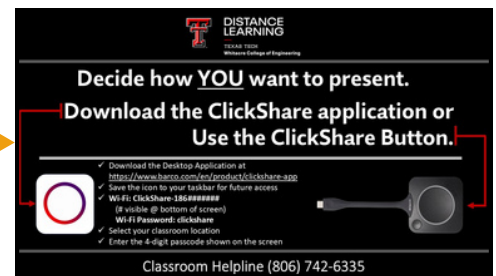 DISTANCE
LEARNING
TEXAS TECH
Whitacre College of Engineering
Decide how YOU want to present.
Download the ClickShare application or
Use the ClickShare Button.
✓ Download the Desktop Application at
https://www.barco.com/en/product/clickshare-app
✓ Save the icon to your taskbar for future access
✓ Wi-Fi: ClickShare-186#######
(# visible @ bottom of screen)
Wi-Fi Password: clickshare
✓ Select your classroom location
✓ Enter the 4-digit passcode shown on the screen
Classroom Helpline (806) 742-6335